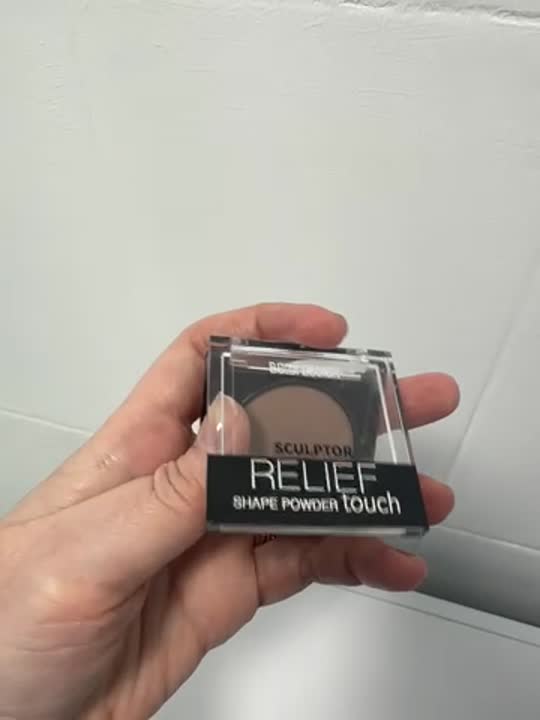 SCULPTOR
RELIEF
SHAPE POWDER touch